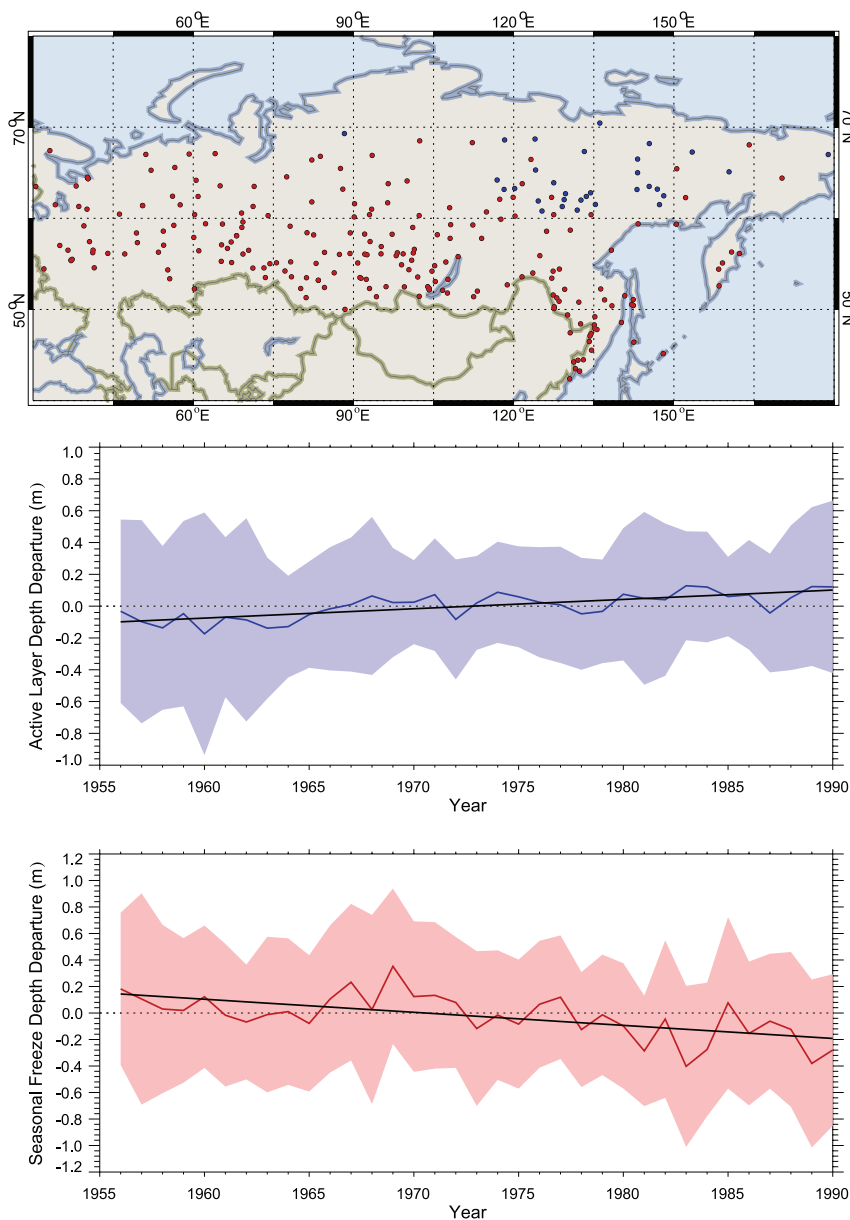 60°E 90°E 120°E 150°E
70°N 70°N
50°N 50°N
60°E 90°E 120°E 150°E
1.0
0.8
0.6
0.4
0.2
0.0
-0.2
-0.4
-0.6
-0.8
-1.0
Active Layer Depth Departure (m)
1955 1960 1965 1970 1975 1980 1985 1990
Year
1.2
1.0
0.8
0.6
0.4
0.2
0.0
-0.2
-0.4
-0.6
-0.8
-1.0
-1.2
Seasonal Freeze Depth Departure (m)
1955 1960 1965 1970 1975 1980 1985 1990
Year